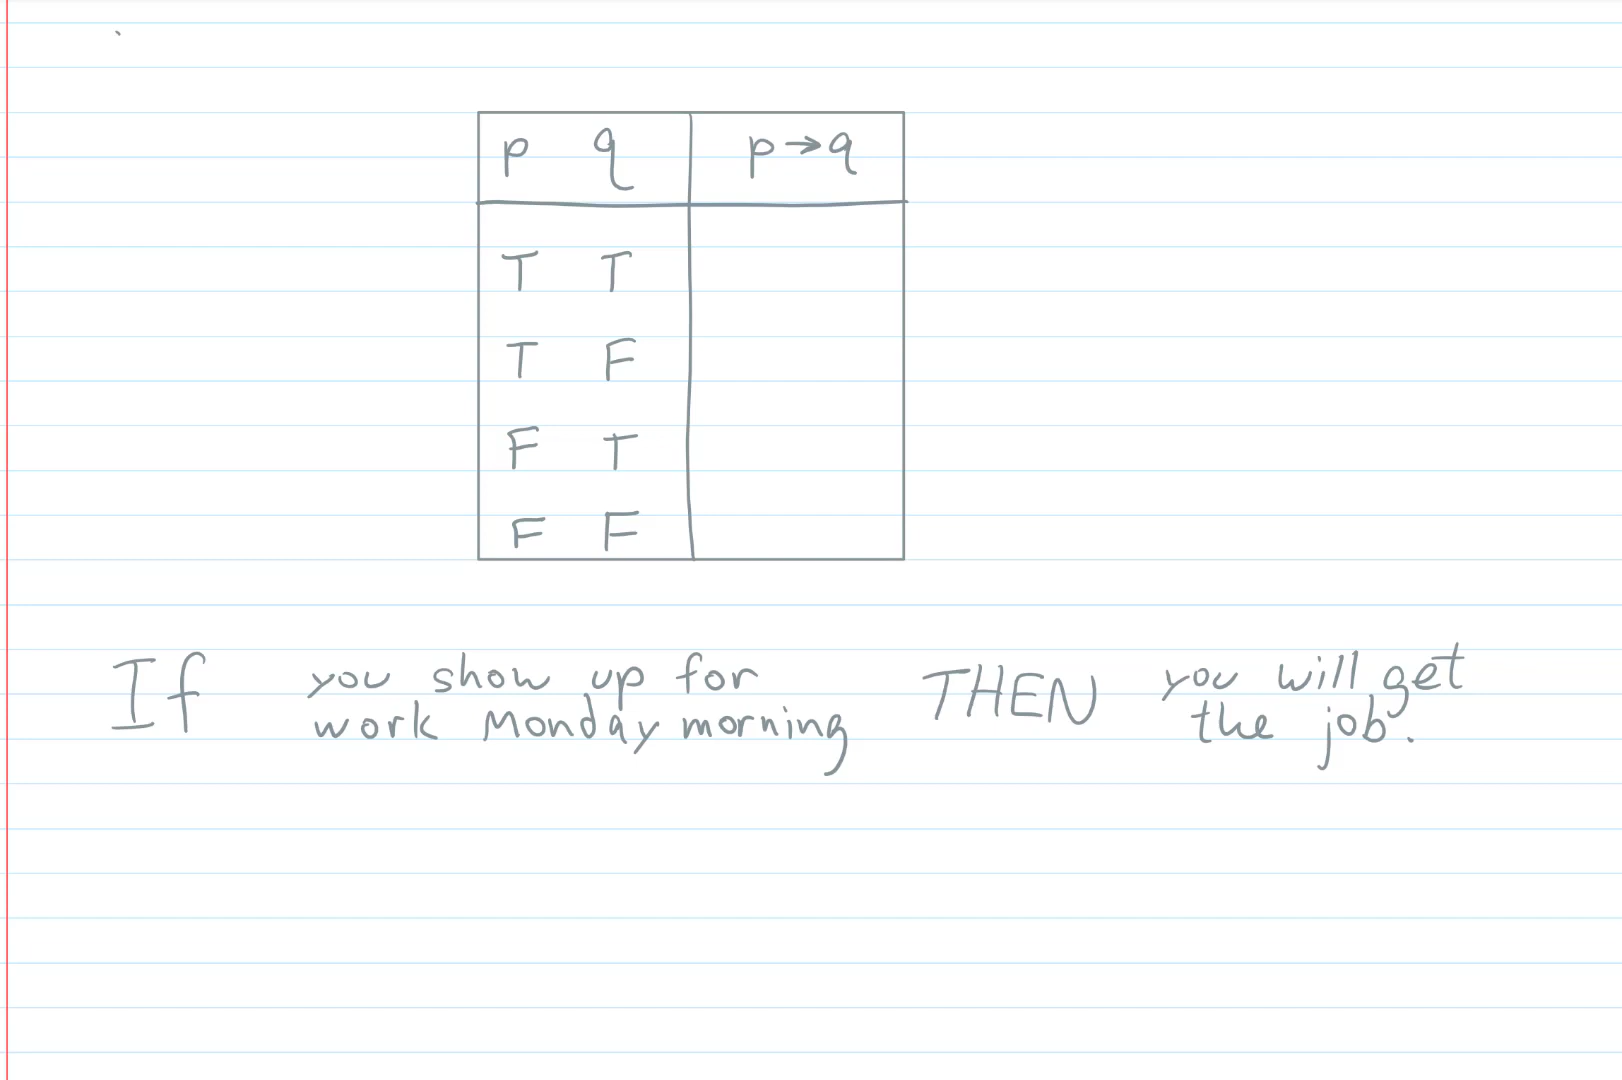 p q p→q
T T
T F
F T
F F
If you show up for THEN you will get
work Monday morning the job.